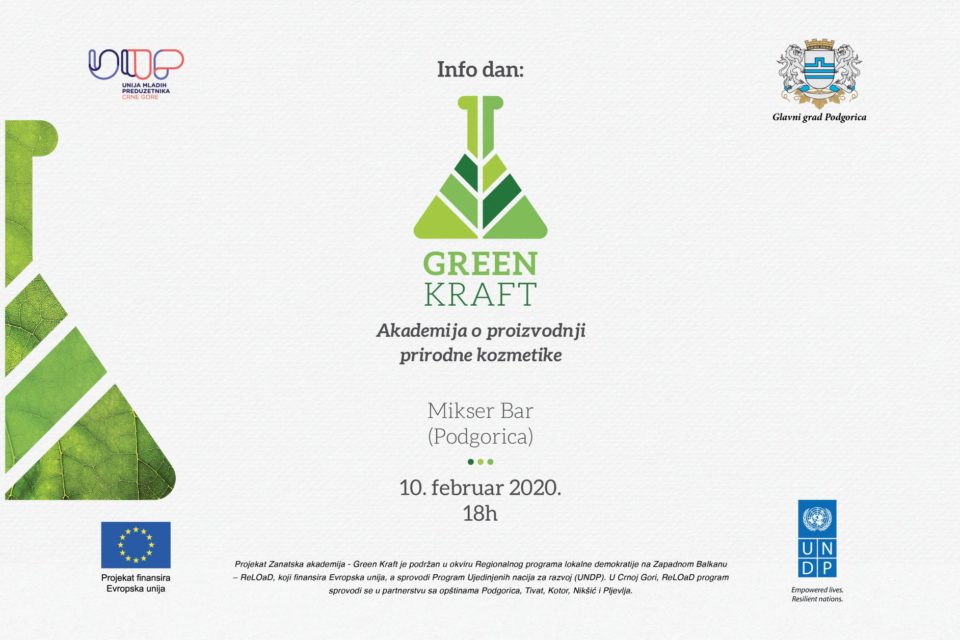 UNIJA MLADIH
PREDUZETNIKA
CRNE GORE
Info dan:
Glavni grad Podgorica
GREEN
KRAFT
Akademija o proizvodnji
prirodne kozmetike
Mikser Bar
(Podgorica)
10. februar 2020.
18h
Projekat finansira
Evropska unija
Projekat Zanatska akademija - Green Kraft je podržan u okviru Regionalnog programa lokalne demokratije na Zapadnom Balkanu
– ReLOaD, koji finansira Evropska unija, a sprovodi Program Ujedinjenih nacija za razvoj (UNDP). U Crnoj Gori, ReLOaD program
sprovodi se u partnerstvu sa opštinama Podgorica, Tivat, Kotor, Nikšić i Pljevlja.
U N
D P
Empowered lives.
Resilient nations.